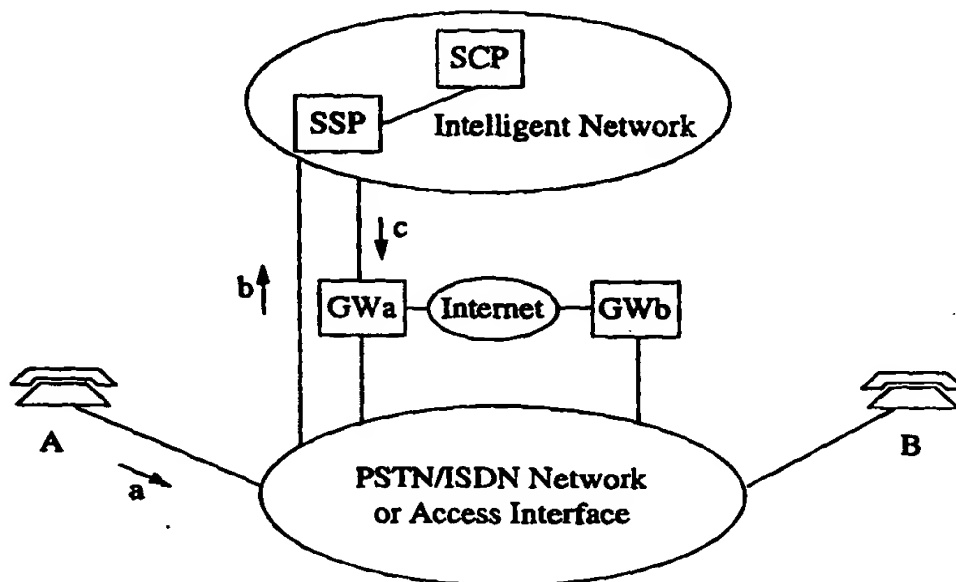 SCP
SSP
Intelligent Network
c
b
GWa
Internet
GWb
A
B
a
PSTN/ISDN Network
or Access Interface